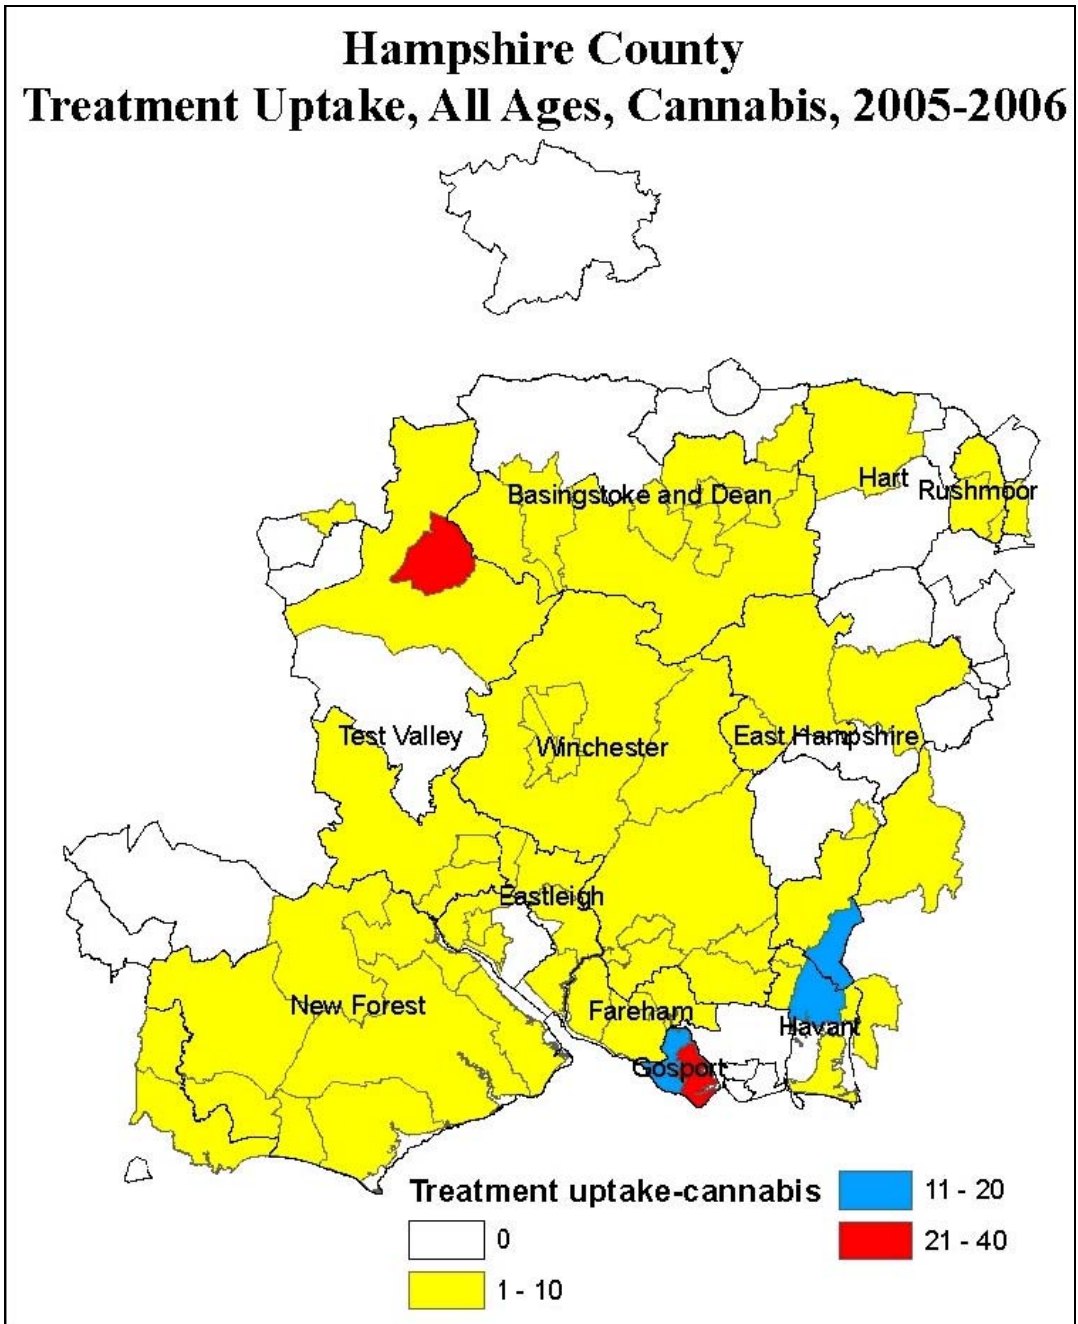 Hampshire County
Treatment Uptake, All Ages, Cannabis, 2005-2006
Basingstoke and Dean
Hart
Rushmoor
Test Valley
Winchester
East Hampshire
Eastleigh
New Forest
Fareham
Havant
Gosport
Treatment uptake-cannabis
0
1 - 10
11 - 20
21 - 40